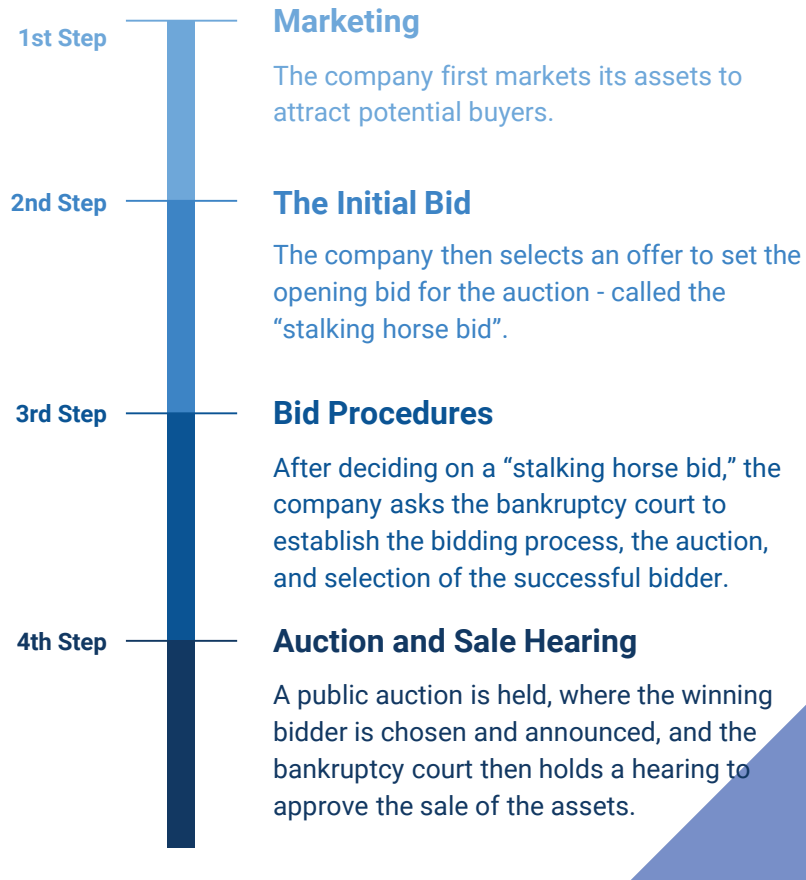 1st Step
Marketing
The company first markets its assets to
attract potential buyers.
2nd Step
The Initial Bid
The company then selects an offer to set the
opening bid for the auction - called the
“stalking horse bid”.
3rd Step
Bid Procedures
After deciding on a “stalking horse bid,” the
company asks the bankruptcy court to
establish the bidding process, the auction,
and selection of the successful bidder.
4th Step
Auction and Sale Hearing
A public auction is held, where the winning
bidder is chosen and announced, and the
bankruptcy court then holds a hearing to
approve the sale of the assets.